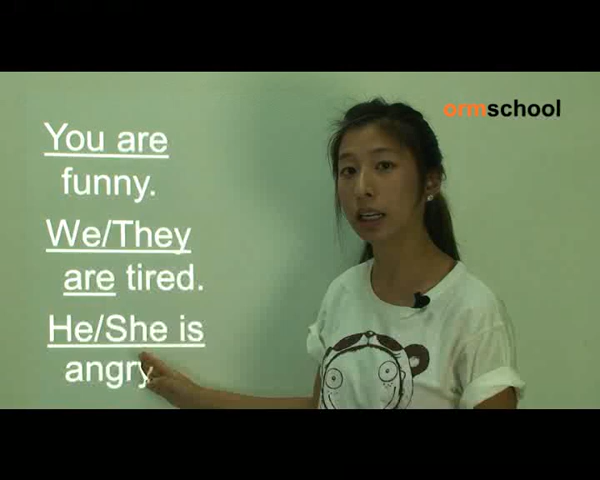 ormschool
You are
funny.
We/They
are tired.
He/She is
angry